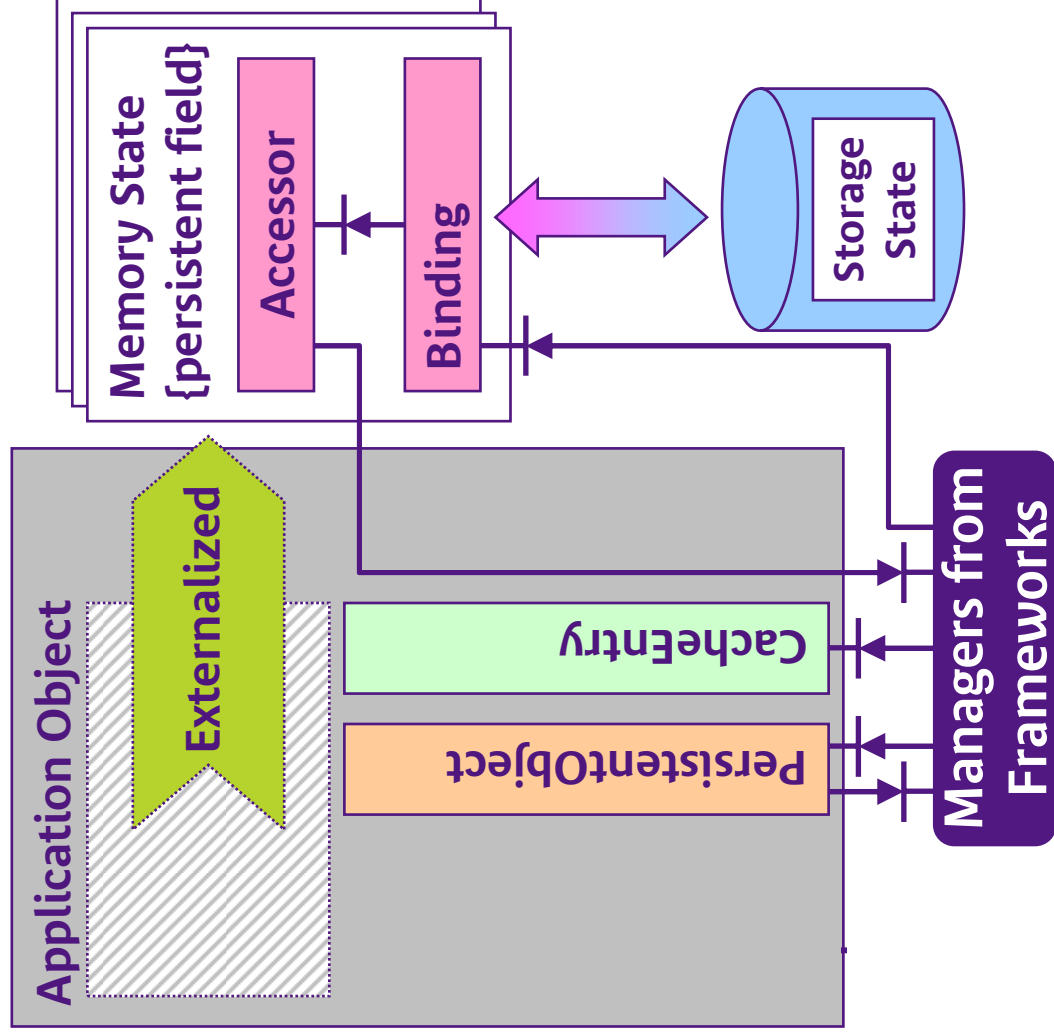 Application Object
Externalized
PersistentObject
CacheEntry
Memory State
{persistent field}
Accessor
Binding
Storage
State
Managers from
Frameworks